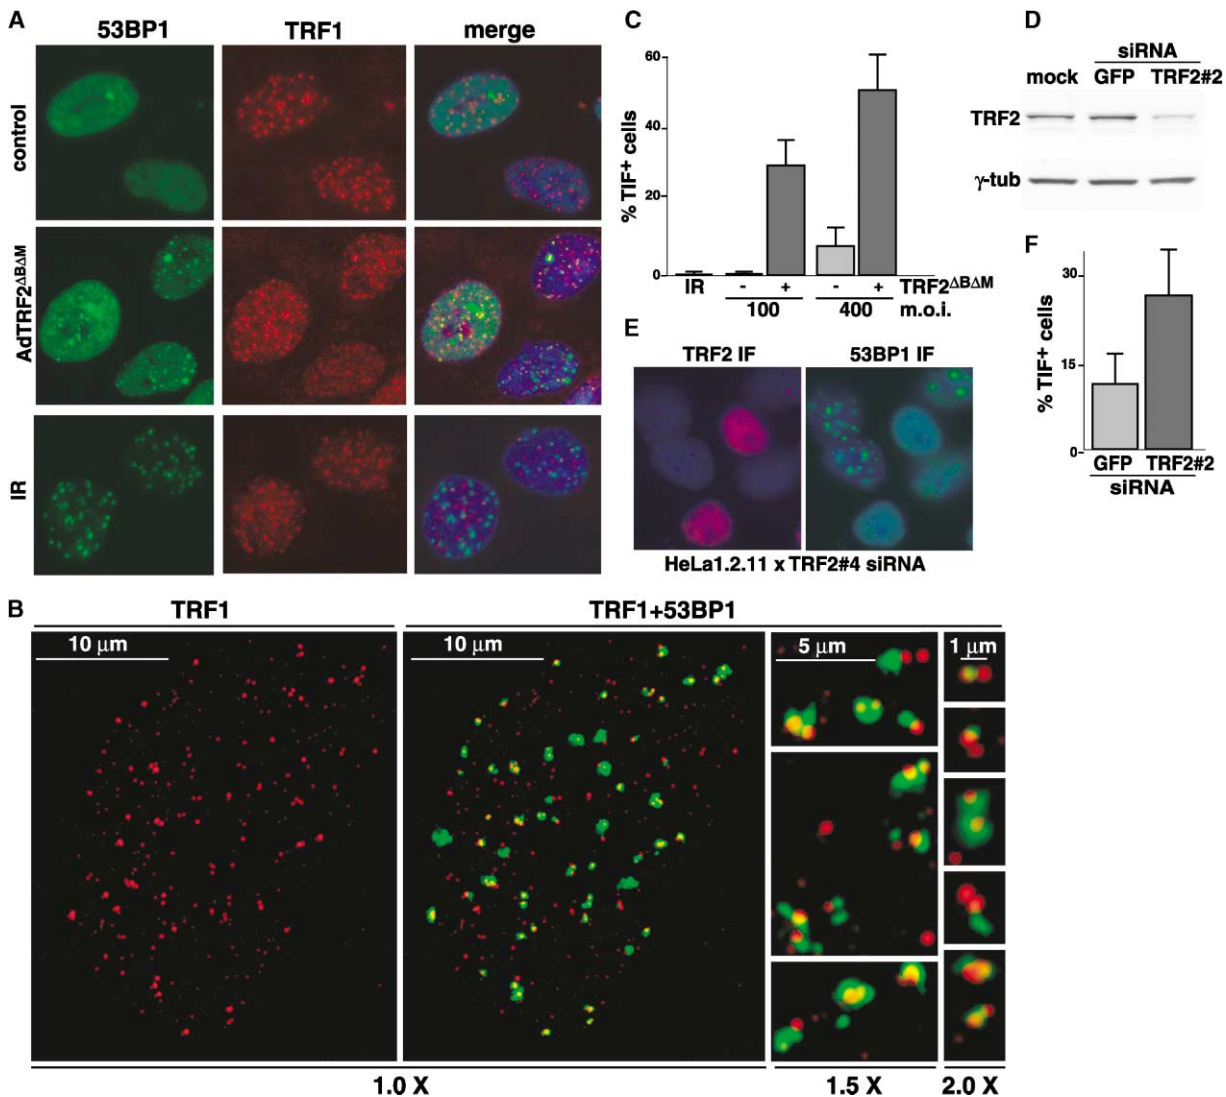 A
53BP1 TRF1 merge
control
AdTRF2ΔBΔM
IR
C
% TIF+ cells
60
40
20
0
IR - + - + TRF2ΔBΔM
100 400 m.o.i.
D
siRNA
mock GFP TRF2#2
TRF2
γ-tub
E
TRF2 IF 53BP1 IF
HeLa1.2.11 x TRF2#4 siRNA
F
% TIF+ cells
30
15
0
GFP TRF2#2
siRNA
B
TRF1 TRF1+53BP1
10 μm 10 μm 5 μm 1 μm
1.0 X 1.5 X 2.0 X